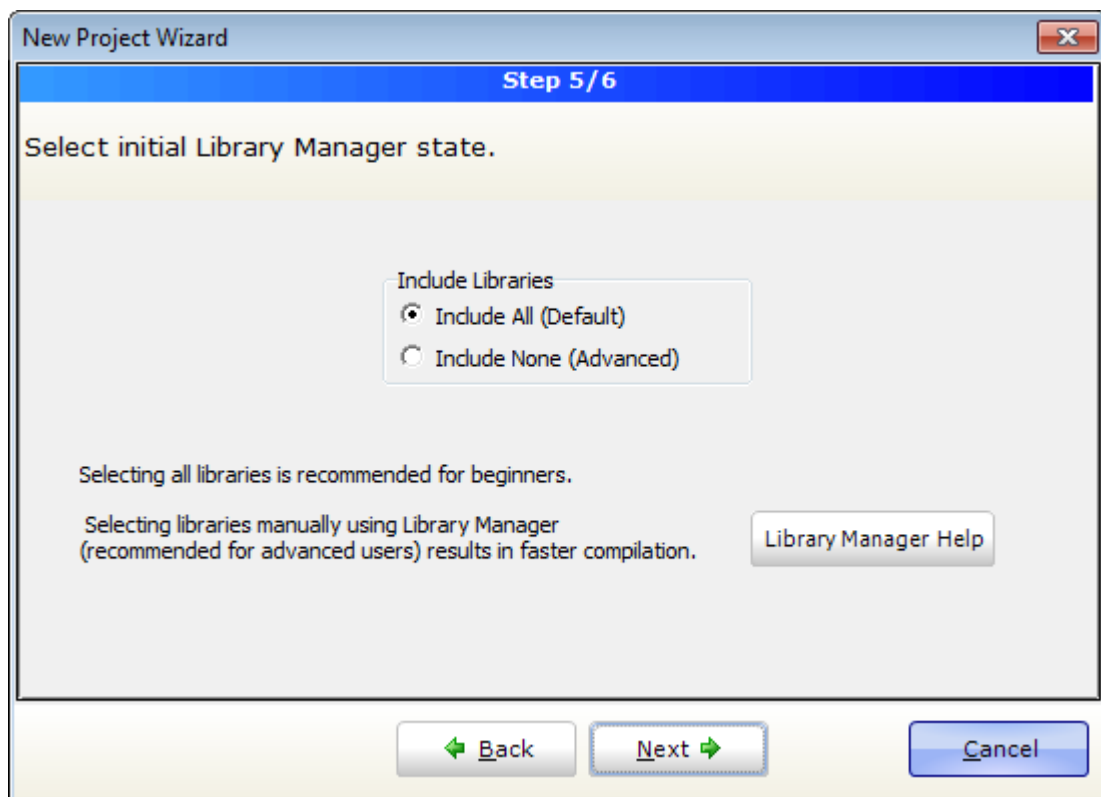 New Project Wizard
Step 5/6
Select initial Library Manager state.
Include Libraries
Include All (Default)
Include None (Advanced)
Selecting all libraries is recommended for beginners.
Selecting libraries manually using Library Manager
(recommended for advanced users) results in faster compilation.
Library Manager Help
Back
Next
Cancel